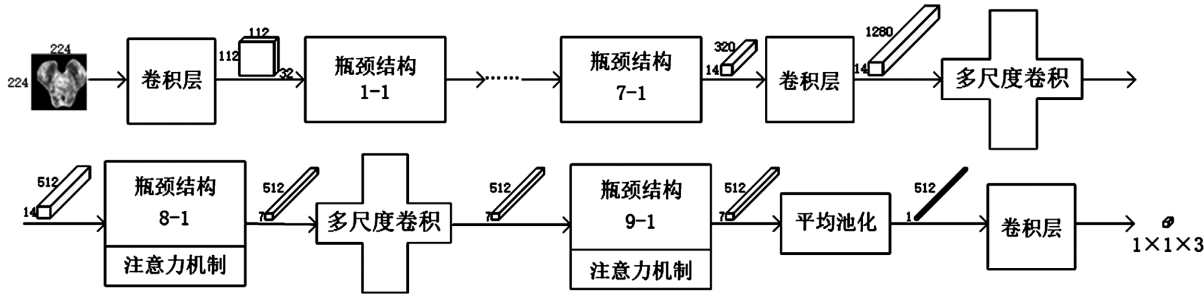 224
224
卷积层
112
112
32
瓶颈结构
1-1
······
瓶颈结构
7-1
320
14
卷积层
1280
14
多尺度卷积
512
14
瓶颈结构
8-1
注意力机制
512
7
多尺度卷积
512
7
瓶颈结构
9-1
注意力机制
512
7
平均池化
512
1
卷积层
1×1×3